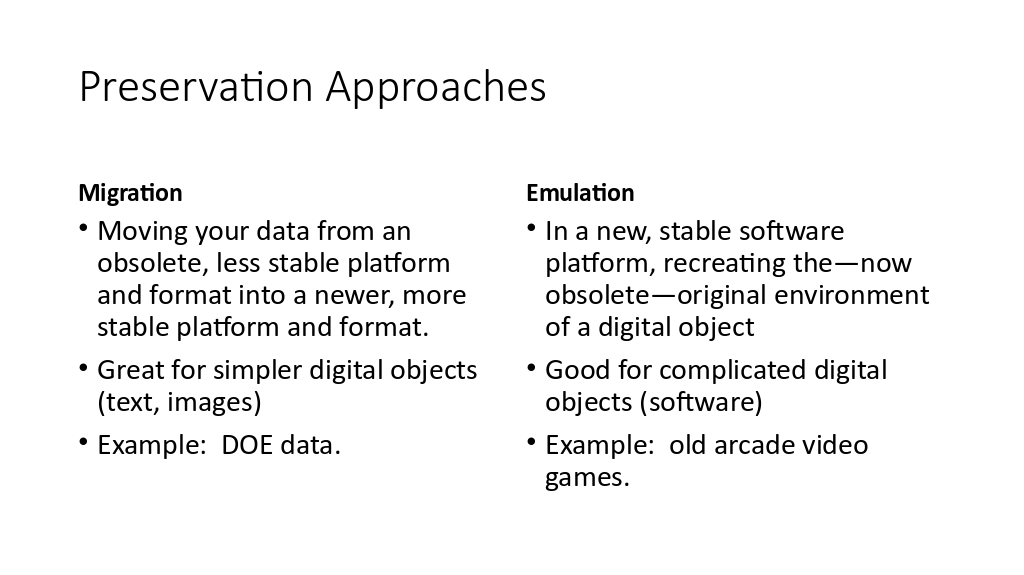 Preservation Approaches
Migration
• Moving your data from an
obsolete, less stable platform
and format into a newer, more
stable platform and format.
• Great for simpler digital objects
(text, images)
• Example:  DOE data.
Emulation
• In a new, stable software
platform, recreating the—now
obsolete—original environment
of a digital object
• Good for complicated digital
objects (software)
• Example:  old arcade video
games.